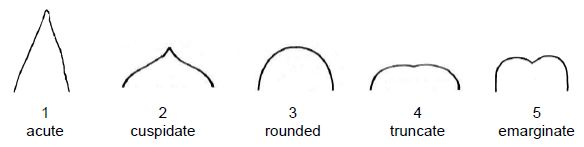 1 2 3 4 5
acute cuspidate rounded truncate emarginate